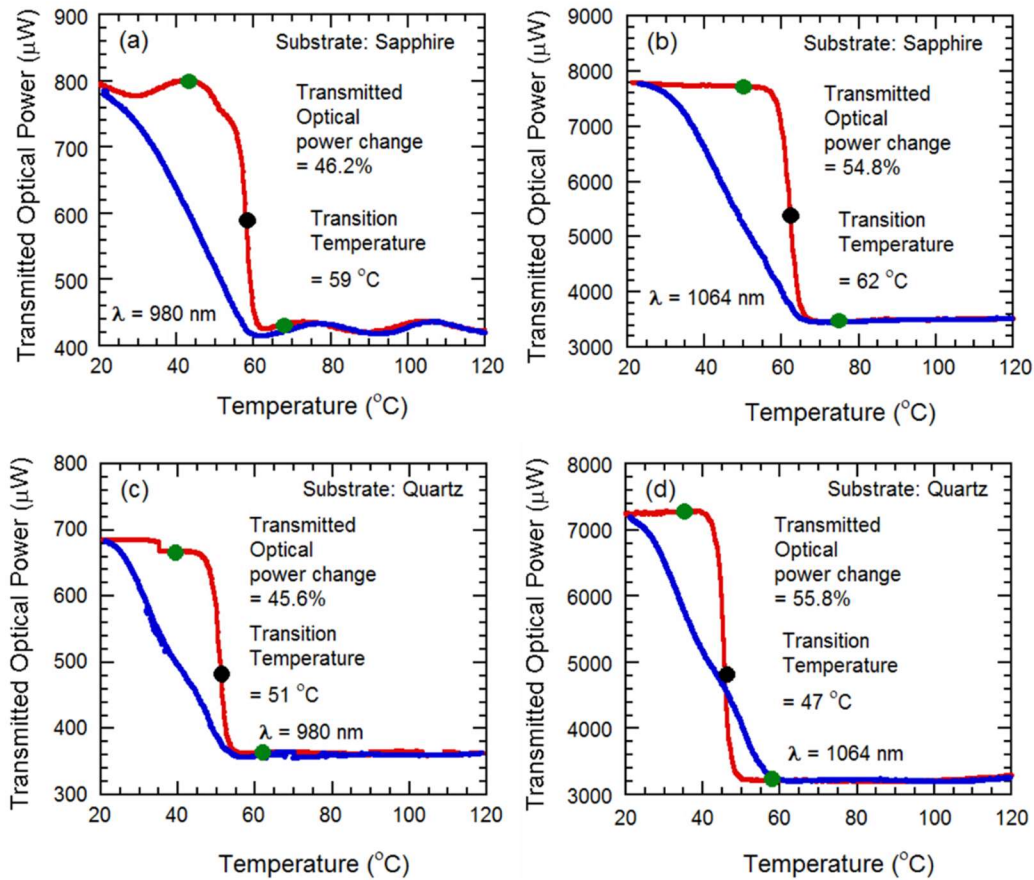 (a)
Substrate: Sapphire
Transmitted
Optical
power change
= 46.2%
Transition
Temperature
= 59 °C
λ = 980 nm
900
800
700
600
500
400
20 40 60 80 100 120
Transmitted Optical Power (μW)
Temperature (°C)
(b)
Substrate: Sapphire
Transmitted
Optical
power change
= 54.8%
Transition
Temperature
= 62 °C
λ = 1064 nm
9000
8000
7000
6000
5000
4000
3000
20 40 60 80 100 120
Transmitted Optical Power (μW)
Temperature (°C)
(c)
Substrate: Quartz
Transmitted
Optical
power change
= 45.6%
Transition
Temperature
= 51 °C
λ = 980 nm
800
700
600
500
400
300
20 40 60 80 100 120
Transmitted Optical Power (μW)
Temperature (°C)
(d)
Substrate: Quartz
Transmitted
Optical
power change
= 55.8%
Transition
Temperature
= 47 °C
λ = 1064 nm
8000
7000
6000
5000
4000
3000
20 40 60 80 100 120
Transmitted Optical Power (μW)
Temperature (°C)